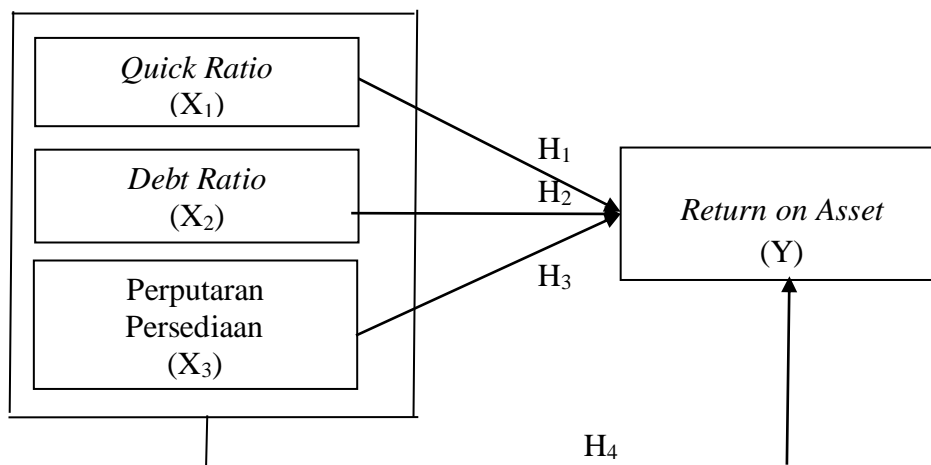 Quick Ratio
(X₁)
Debt Ratio
(X₂)
Perputaran
Persediaan
(X₃)
H₁
H₂
H₃
Return on Asset
(Y)
H₄